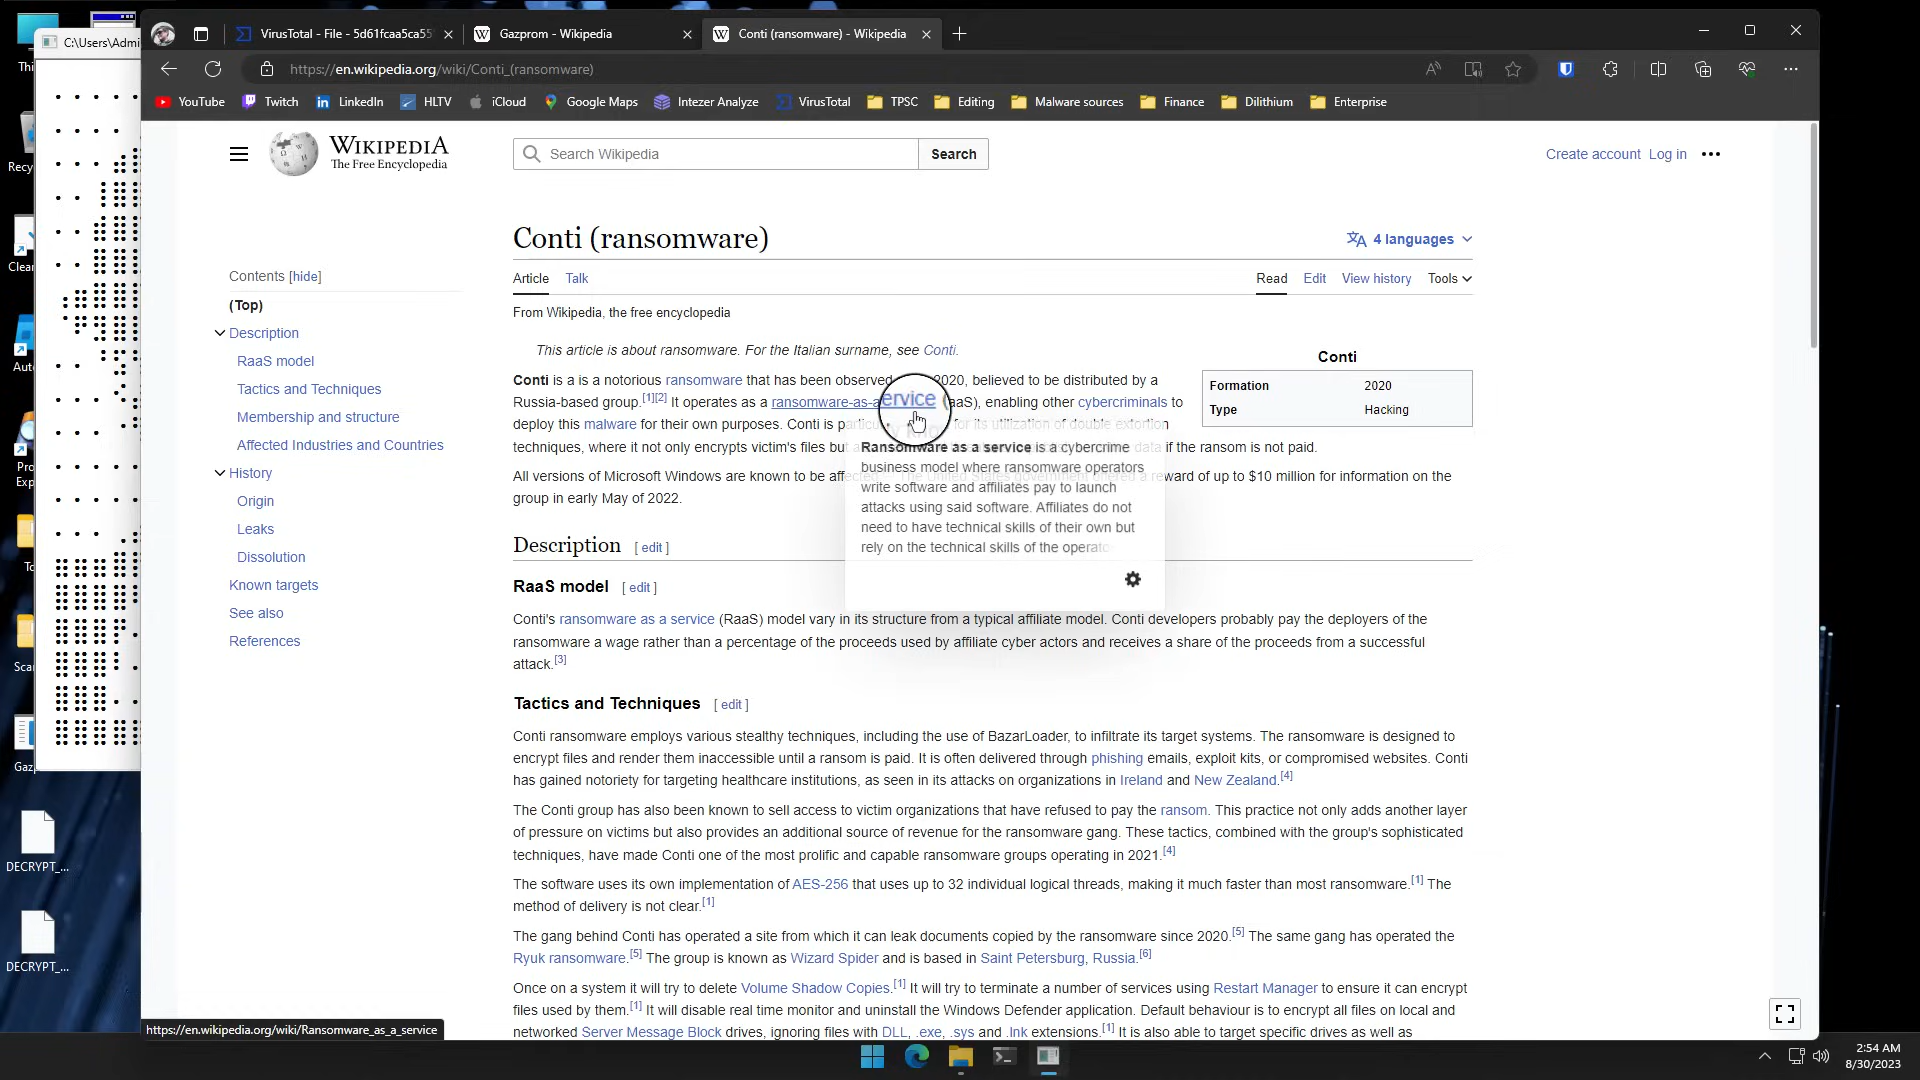 C:\Users\Admi
VirusTotal - File - 5d61fcaa5ca55
Gazprom - Wikipedia
Conti (ransomware) - Wikipedia
https://en.wikipedia.org/wiki/Conti_(ransomware)
YouTube
Twitch
LinkedIn
HLTV
iCloud
Google Maps
Intezer Analyze
VirusTotal
TPSC
Editing
Malware sources
Finance
Dilithium
Enterprise
WIKIPEDIA
The Free Encyclopedia
Search Wikipedia
Search
Create account
Log in
Conti (ransomware)
4 languages
Article
Talk
Read
Edit
View history
Tools
Contents [hide]
(Top)
Description
RaaS model
Tactics and Techniques
Membership and structure
Affected Industries and Countries
History
Origin
Leaks
Dissolution
Known targets
See also
References
From Wikipedia, the free encyclopedia
This article is about ransomware. For the Italian surname, see Conti.
Conti is a is a notorious ransomware that has been observed 2020, believed to be distributed by a
Russia-based group.[1][2] It operates as a ransomware-as-a-service (RaaS), enabling other cybercriminals to
deploy this malware for their own purposes. Conti is particularly known for its utilization of double extortion
techniques, where it not only encrypts victim's files but data if the ransom is not paid.
All versions of Microsoft Windows are known to be affected. The United States government offered a reward of up to $10 million for information on the
group in early May of 2022.
Conti
Formation 2020
Type Hacking
Ransomware as a service is a cybercrime
business model where ransomware operators
write software and affiliates pay to launch
attacks using said software. Affiliates do not
need to have technical skills of their own but
rely on the technical skills of the operato
Description [ edit ]
RaaS model [ edit ]
Conti's ransomware as a service (RaaS) model vary in its structure from a typical affiliate model. Conti developers probably pay the deployers of the
ransomware a wage rather than a percentage of the proceeds used by affiliate cyber actors and receives a share of the proceeds from a successful
attack.[3]
Tactics and Techniques [ edit ]
Conti ransomware employs various stealthy techniques, including the use of BazarLoader, to infiltrate its target systems. The ransomware is designed to
encrypt files and render them inaccessible until a ransom is paid. It is often delivered through phishing emails, exploit kits, or compromised websites. Conti
has gained notoriety for targeting healthcare institutions, as seen in its attacks on organizations in Ireland and New Zealand.[4]
The Conti group has also been known to sell access to victim organizations that have refused to pay the ransom. This practice not only adds another layer
of pressure on victims but also provides an additional source of revenue for the ransomware gang. These tactics, combined with the group's sophisticated
techniques, have made Conti one of the most prolific and capable ransomware groups operating in 2021.[4]
The software uses its own implementation of AES-256 that uses up to 32 individual logical threads, making it much faster than most ransomware.[1] The
method of delivery is not clear.[1]
The gang behind Conti has operated a site from which it can leak documents copied by the ransomware since 2020.[5] The same gang has operated the
Ryuk ransomware.[5] The group is known as Wizard Spider and is based in Saint Petersburg, Russia.[6]
Once on a system it will try to delete Volume Shadow Copies.[1] It will try to terminate a number of services using Restart Manager to ensure it can encrypt
files used by them.[1] It will disable real time monitor and uninstall the Windows Defender application. Default behaviour is to encrypt all files on local and
networked Server Message Block drives, ignoring files with DLL, .exe, .sys and .lnk extensions.[1] It is also able to target specific drives as well as
https://en.wikipedia.org/wiki/Ransomware_as_a_service
DECRYPT_...
DECRYPT_...
2:54 AM
8/30/2023